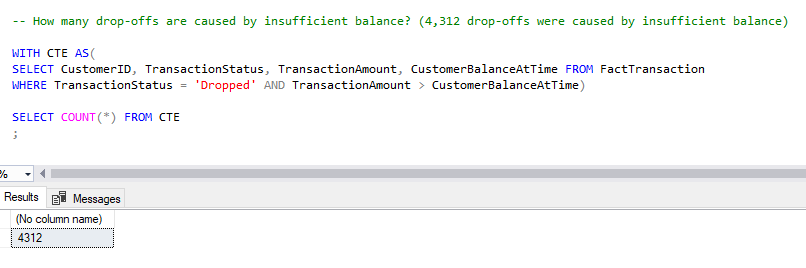 -- How many drop-offs are caused by insufficient balance? (4,312 drop-offs were caused by insufficient balance)
WITH CTE AS(
SELECT CustomerID, TransactionStatus, TransactionAmount, CustomerBalanceAtTime FROM FactTransaction
WHERE TransactionStatus = 'Dropped' AND TransactionAmount > CustomerBalanceAtTime)
SELECT COUNT(*) FROM CTE
;
%
Results Messages
(No column name)
4312